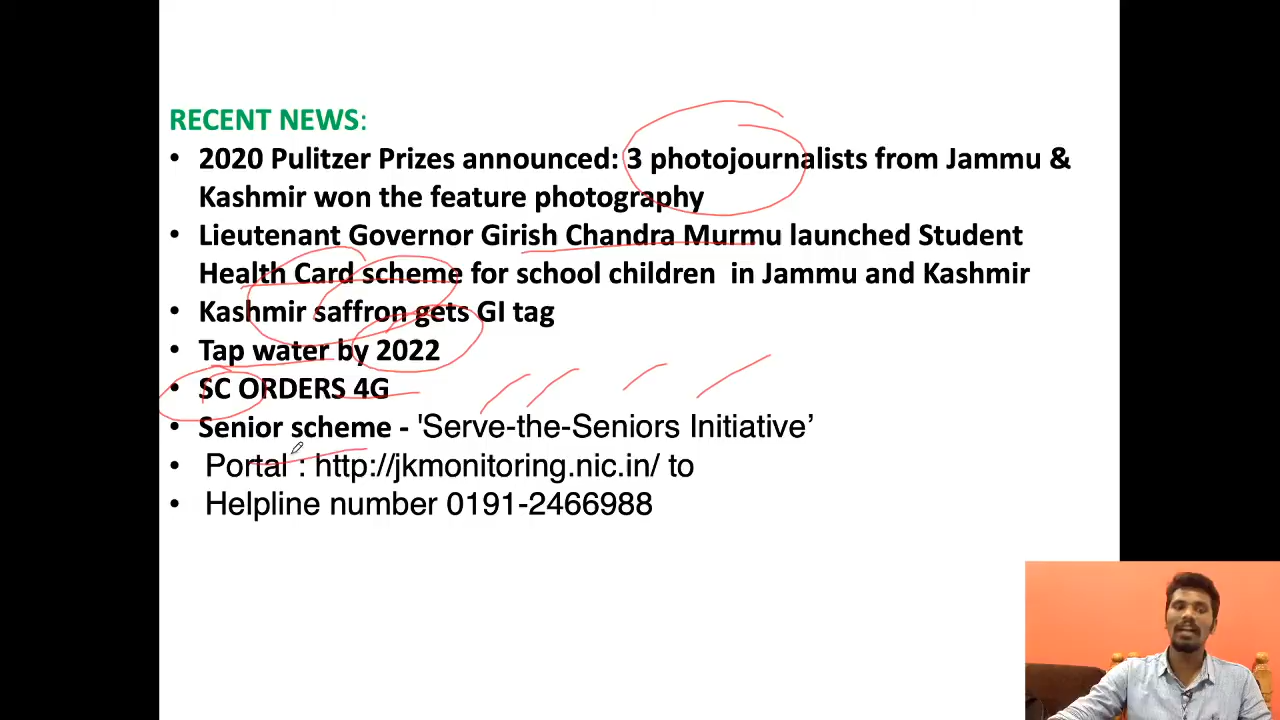 RECENT NEWS:
• 2020 Pulitzer Prizes announced: 3 photojournalists from Jammu &
Kashmir won the feature photography
• Lieutenant Governor Girish Chandra Murmu launched Student
Health Card scheme for school children in Jammu and Kashmir
• Kashmir saffron gets GI tag
• Tap water by 2022
• SC ORDERS 4G
• Senior scheme - 'Serve-the-Seniors Initiative’
• Portal : http://jkmonitoring.nic.in/ to
• Helpline number 0191-2466988